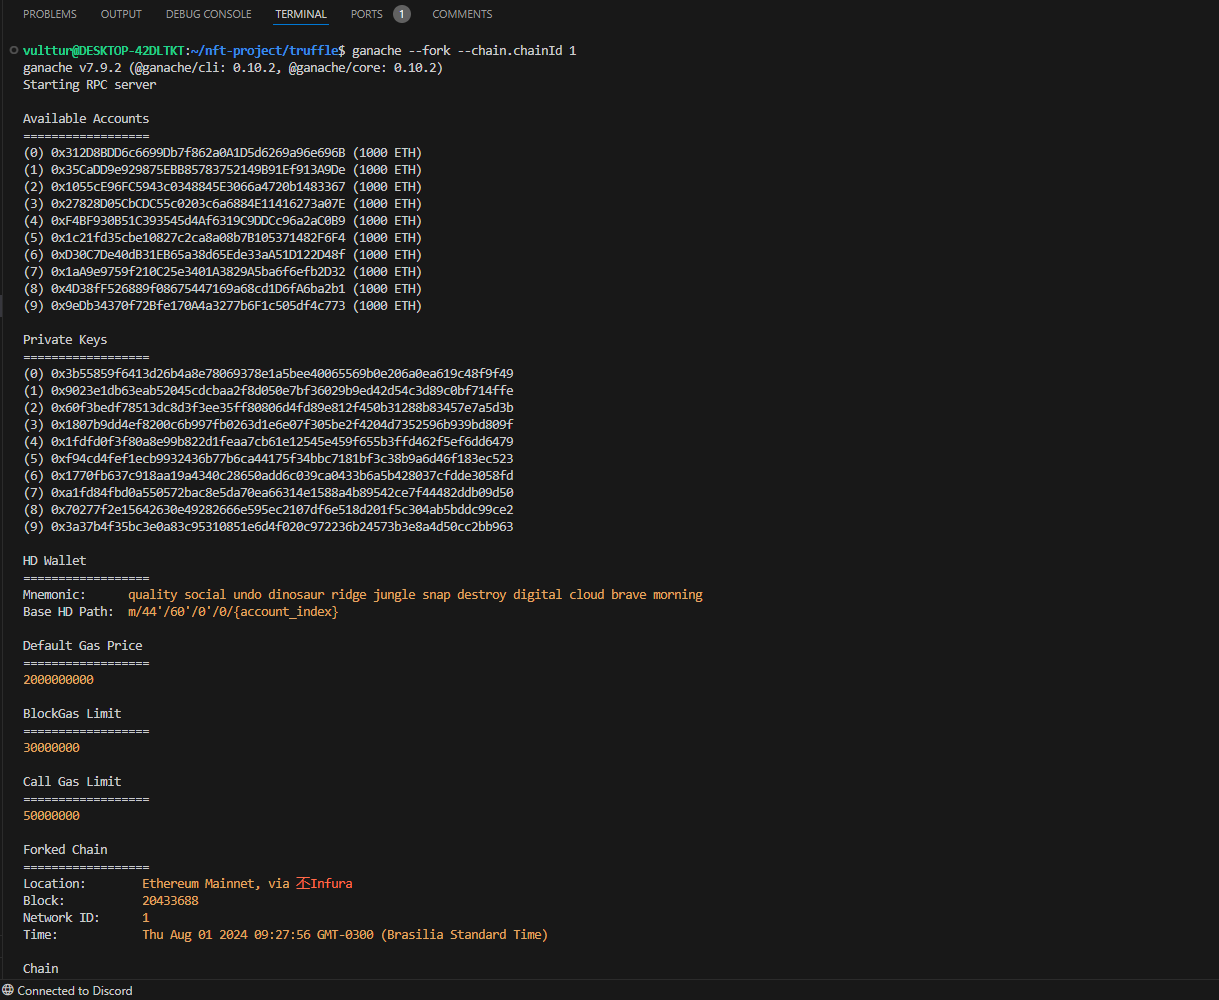 PROBLEMS OUTPUT DEBUG CONSOLE TERMINAL PORTS 1 COMMENTS
vulttur@DESKTOP-42DLTKT:~/nft-project/truffle$ ganache --fork --chain.chainId 1
ganache v7.9.2 (@ganache/cli: 0.10.2, @ganache/core: 0.10.2)
Starting RPC server
Available Accounts
==================
(0) 0x312D8BDD6c6699Db7f862a0A1D5d6269a96e696B (1000 ETH)
(1) 0x35CaDD9e929875EBB85783752149B91Ef913A9De (1000 ETH)
(2) 0x1055cE96FC5943c0348845E3066a4720b1483367 (1000 ETH)
(3) 0x27828D05CbCDC55c0203c6a6884E11416273a07E (1000 ETH)
(4) 0xF4BF930B51C393545d4Af6319C9DDCc96a2aC0B9 (1000 ETH)
(5) 0x1c21fd35cbe10827c2ca8a08b7B105371482F6F4 (1000 ETH)
(6) 0xD30C7De40dB31EB65a38d65Ede33aA51D122D48f (1000 ETH)
(7) 0x1aA9e9759f210C25e3401A3829A5ba6f6efb2D32 (1000 ETH)
(8) 0x4D38fF526889f08675447169a68cd1D6fA6ba2b1 (1000 ETH)
(9) 0x9eDb34370f72Bfe170A4a3277b6F1c505df4c773 (1000 ETH)
Private Keys
==================
(0) 0x3b55859f6413d26b4a8e78069378e1a5bee40065569b0e206a0ea619c48f9f49
(1) 0x9023e1db63eab52045cdcbaa2f8d050e7bf36029b9ed42d54c3d89c0bf714ffe
(2) 0x60f3bedf78513dc8d3f3ee35ff80806d4fd89e812f450b31288b83457e7a5d3b
(3) 0x1807b9dd4ef8200c6b997fb0263d1e6e07f305be2f4204d7352596b939bd809f
(4) 0x1fdfd0f3f80a8e99b822d1feaa7cb61e12545e459f655b3ffd462f5ef6dd6479
(5) 0xf94cd4fef1ecb9932436b77b6ca44175f34bbc7181bf3c38b9a6d46f183ec523
(6) 0x1770fb637c918aa19a4340c28650add6c039ca0433b6a5b428037cfdde3058fd
(7) 0xa1fd84fbd0a550572bac8e5da70ea66314e1588a4b89542ce7f44482ddb09d50
(8) 0x70277f2e15642630e49282666e595ec2107df6e518d201f5c304ab5bddc99ce2
(9) 0x3a37b4f35bc3e0a83c95310851e6d4f020c972236b24573b3e8a4d50cc2bb963
HD Wallet
==================
Mnemonic: quality social undo dinosaur ridge jungle snap destroy digital cloud brave morning
Base HD Path: m/44'/60'/0'/0/{account_index}
Default Gas Price
==================
2000000000
BlockGas Limit
==================
30000000
Call Gas Limit
==================
50000000
Forked Chain
==================
Location: Ethereum Mainnet, via 丕Infura
Block: 20433688
Network ID: 1
Time: Thu Aug 01 2024 09:27:56 GMT-0300 (Brasilia Standard Time)
Chain
Connected to Discord